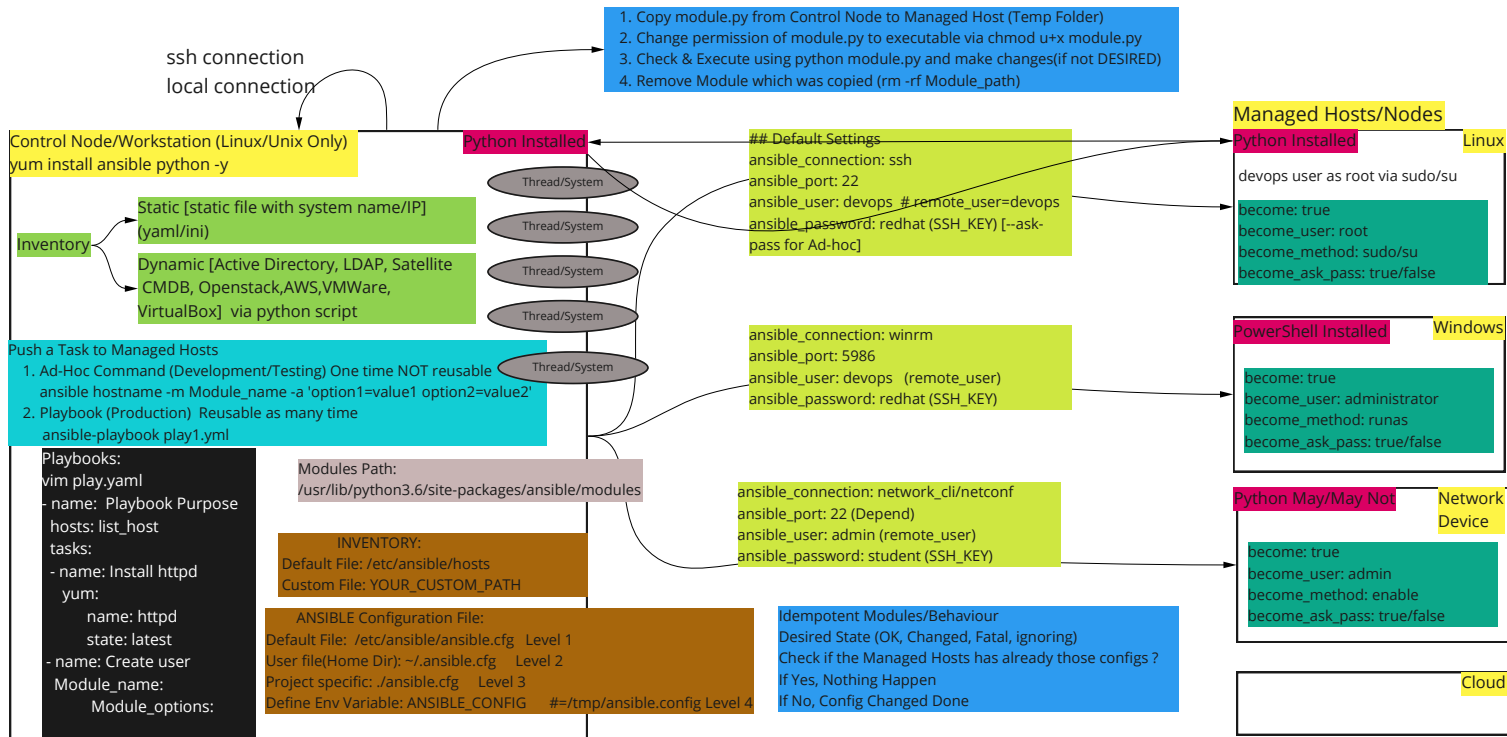 1. Copy module.py from Control Node to Managed Host (Temp Folder)
2. Change permission of module.py to executable via chmod u+x module.py
3. Check & Execute using python module.py and make changes(if not DESIRED)
4. Remove Module which was copied (rm -rf Module_path)
ssh connection
local connection
Control Node/Workstation (Linux/Unix Only)
yum install ansible python -y
Python Installed
Thread/System
Thread/System
Thread/System
Thread/System
Thread/System
Inventory
Static [static file with system name/IP]
(yaml/ini)
Dynamic [Active Directory, LDAP, Satellite
CMDB, Openstack,AWS,VMWare,
VirtualBox] via python script
Push a Task to Managed Hosts
1. Ad-Hoc Command (Development/Testing) One time NOT reusable
ansible hostname -m Module_name -a 'option1=value1 option2=value2'
2. Playbook (Production) Reusable as many time
ansible-playbook play1.yml
Playbooks:
vim play.yaml
- name: Playbook Purpose
hosts: list_host
tasks:
- name: Install httpd
yum:
name: httpd
state: latest
- name: Create user
Module_name:
Module_options:
Modules Path:
/usr/lib/python3.6/site-packages/ansible/modules
INVENTORY:
Default File: /etc/ansible/hosts
Custom File: YOUR_CUSTOM_PATH
ANSIBLE Configuration File:
Default File: /etc/ansible/ansible.cfg Level 1
User file(Home Dir): ~/.ansible.cfg Level 2
Project specific: ./ansible.cfg Level 3
Define Env Variable: ANSIBLE_CONFIG #=/tmp/ansible.config Level 4
## Default Settings
ansible_connection: ssh
ansible_port: 22
ansible_user: devops # remote_user=devops
ansible_password: redhat (SSH_KEY) [--ask-
pass for Ad-hoc]
ansible_connection: winrm
ansible_port: 5986
ansible_user: devops (remote_user)
ansible_password: redhat (SSH_KEY)
ansible_connection: network_cli/netconf
ansible_port: 22 (Depend)
ansible_user: admin (remote_user)
ansible_password: student (SSH_KEY)
Idempotent Modules/Behaviour
Desired State (OK, Changed, Fatal, ignoring)
Check if the Managed Hosts has already those configs ?
If Yes, Nothing Happen
If No, Config Changed Done
Managed Hosts/Nodes
Python Installed
Linux
devops user as root via sudo/su
become: true
become_user: root
become_method: sudo/su
become_ask_pass: true/false
PowerShell Installed
Windows
become: true
become_user: administrator
become_method: runas
become_ask_pass: true/false
Python May/May Not
Network
Device
become: true
become_user: admin
become_method: enable
become_ask_pass: true/false
Cloud